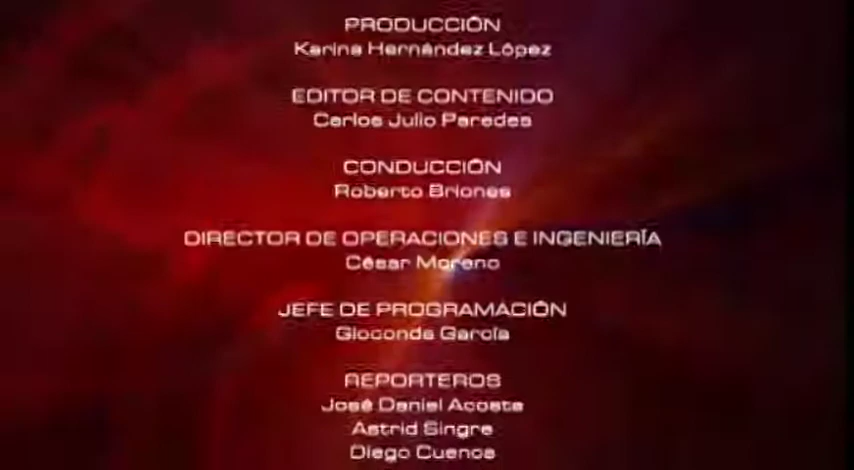 PRODUCCIÓN
Karina Hernández López
EDITOR DE CONTENIDO
Carlos Julio Paredes
CONDUCCIÓN
Roberto Briones
DIRECTOR DE OPERACIONES E INGENIERÍA
César Moreno
JEFE DE PROGRAMACIÓN
Gioconda García
REPORTEROS
José Daniel Acosta
Astrid Singre
Diego Cuenca